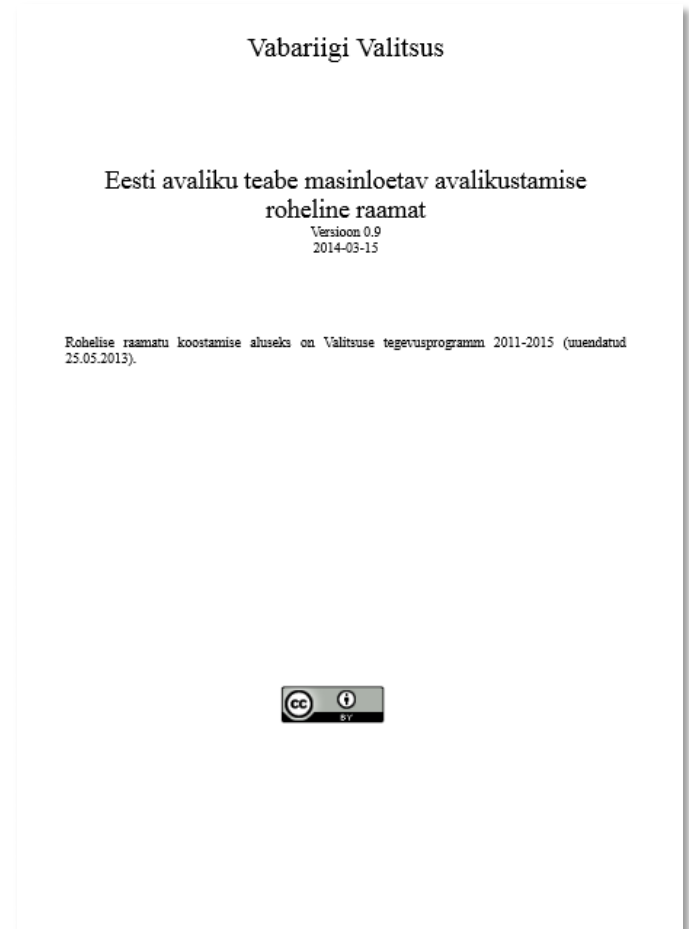 Vabariigi Valitsus
Eesti avaliku teabe masinloetav avalikustamise
roheline raamat
Versioon 0.9
2014-03-15
Rohelise raamatu koostamise aluseks on Valitsuse tegevusprogramm 2011-2015 (uuendatud
25.05.2013).
cc
BY